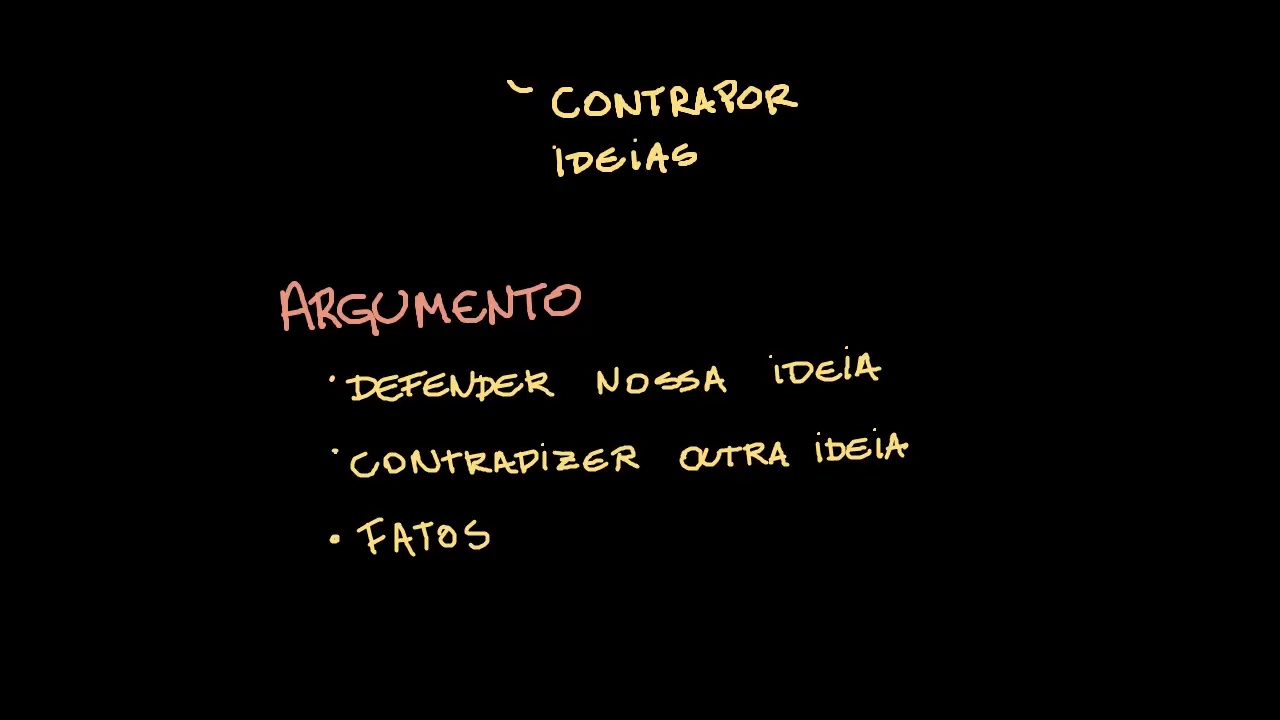 CONTRAPOR
IDEIAS
ARGUMENTO
• DEFENDER NOSSA IDEIA
• CONTRADIZER OUTRA IDEIA
• FATOS